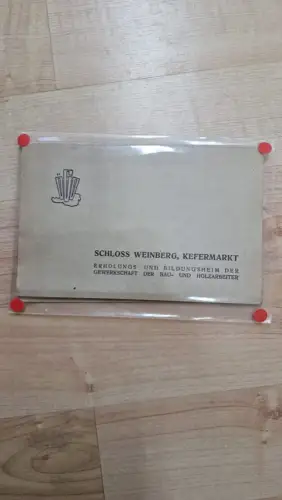 SCHLOSS WEINBERG, KEFERMARKT
ERHOLUNGS- UND BILDUNGSHEIM DER
GEWERKSCHAFT DER BAU- UND HOLZARBEITER